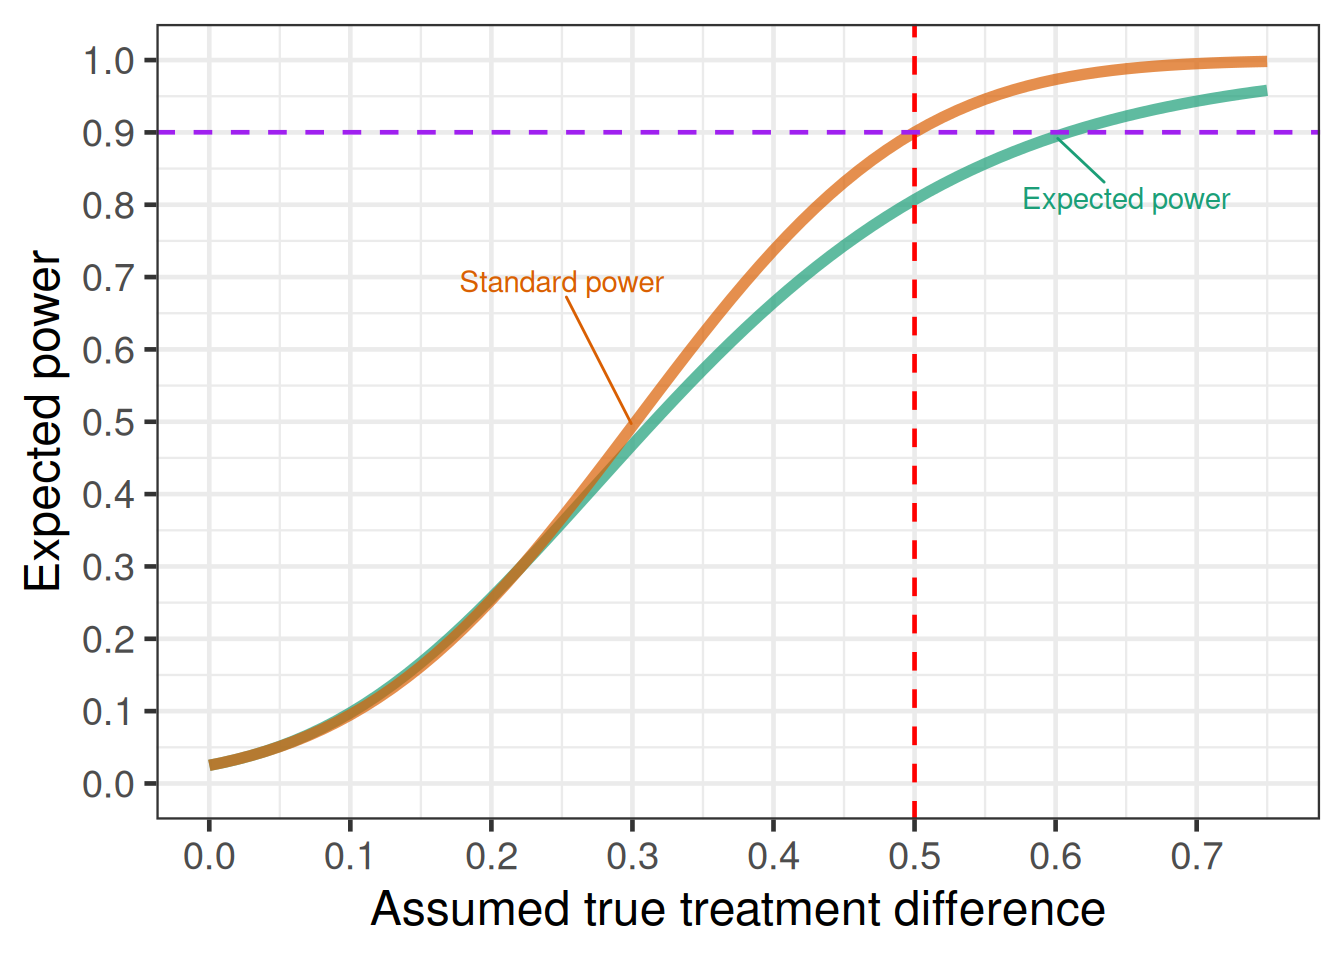 1.0
0.9
0.8
0.7
0.6
0.5
0.4
0.3
0.2
0.1
0.0
Expected power
Standard power
Expected power
0.0 0.1 0.2 0.3 0.4 0.5 0.6 0.7
Assumed true treatment difference